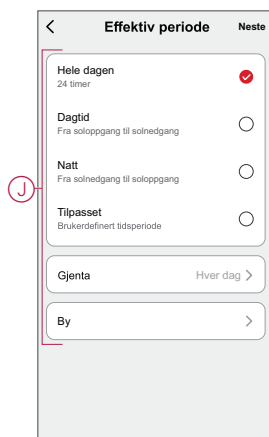 Effektiv periode
Neste
Hele dagen
24 timer
Dagtid
Fra soloppgang til solnedgang
Natt
Fra solnedgang til soloppgang
Tilpasset
Brukerdefinert tidsperiode
J
Gjenta
Hver dag
By